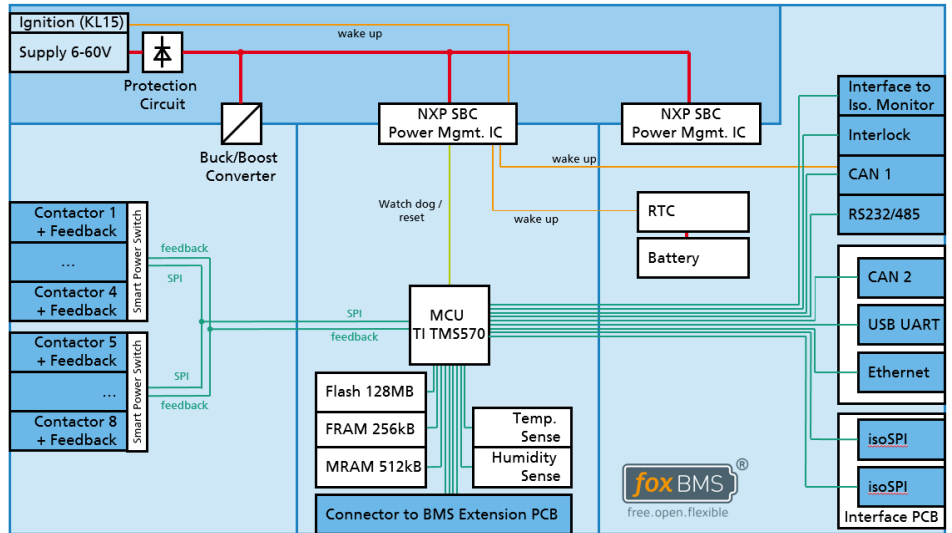 Ignition (KL15)
Supply 6-60V
wake up
Protection
Circuit
Buck/Boost
Converter
NXP SBC
Power Mgmt. IC
NXP SBC
Power Mgmt. IC
Interface to
Iso. Monitor
Interlock
CAN 1
RS232/485
wake up
wake up
Watch dog /
reset
RTC
Battery
Contactor 1
+ Feedback
...
Contactor 4
+ Feedback
Smart Power Switch
feedback
SPI
Contactor 5
+ Feedback
...
Contactor 8
+ Feedback
Smart Power Switch
SPI
feedback
SPI
feedback
MCU
TI TMS570
CAN 2
USB UART
Ethernet
Flash 128MB
FRAM 256kB
MRAM 512kB
Temp.
Sense
Humidity
Sense
Connector to BMS Extension PCB
foxBMS®
free.open.flexible
isoSPI
isoSPI
Interface PCB